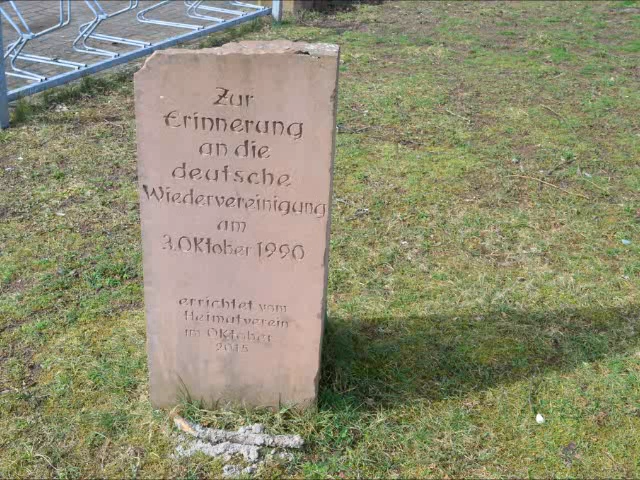 Zur
Erinnerung
an die
deutsche
Wiedervereinigung
am
3.Oktober 1990
errichtet vom
Heimatverein
im Oktober
2015